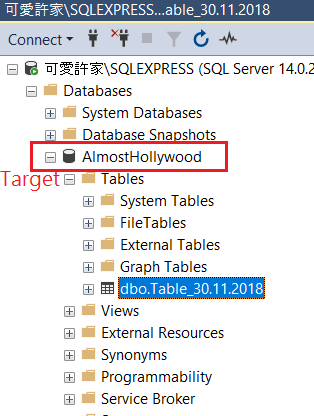 可愛許家\SQLEXPRESS...able_30.11.2018
Connect
可愛許家\SQLEXPRESS (SQL Server 14.0.2
Databases
System Databases
Database Snapshots
AlmostHollywood
Target
Tables
System Tables
FileTables
External Tables
Graph Tables
dbo.Table_30.11.2018
Views
External Resources
Synonyms
Programmability
Service Broker